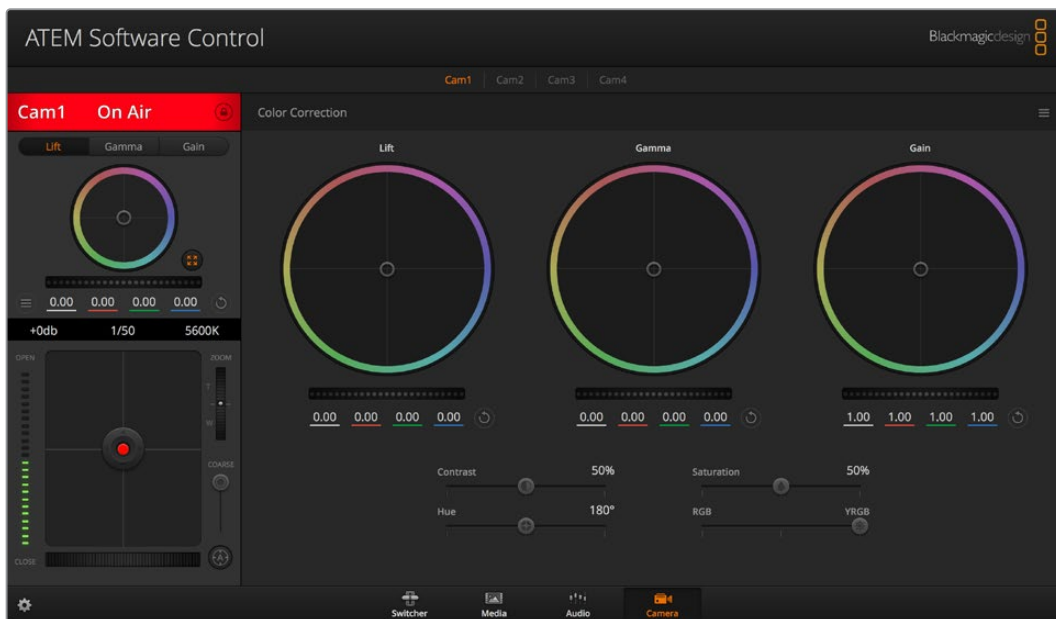 ATEM Software Control
Blackmagicdesign
Cam1 Cam2 Cam3 Cam4
Cam1 On Air
Color Correction
Lift Gamma Gain
0.00 0.00 0.00 0.00
+0db 1/50 5600K
OPEN
ZOOM
T
W
COARSE
A
CLOSE
Lift
Gamma
Gain
0.00 0.00 0.00 0.00
0.00 0.00 0.00 0.00
1.00 1.00 1.00 1.00
Contrast 50%
Saturation 50%
Hue 180°
RGB YRGB
Switcher
Media
Audio
Camera